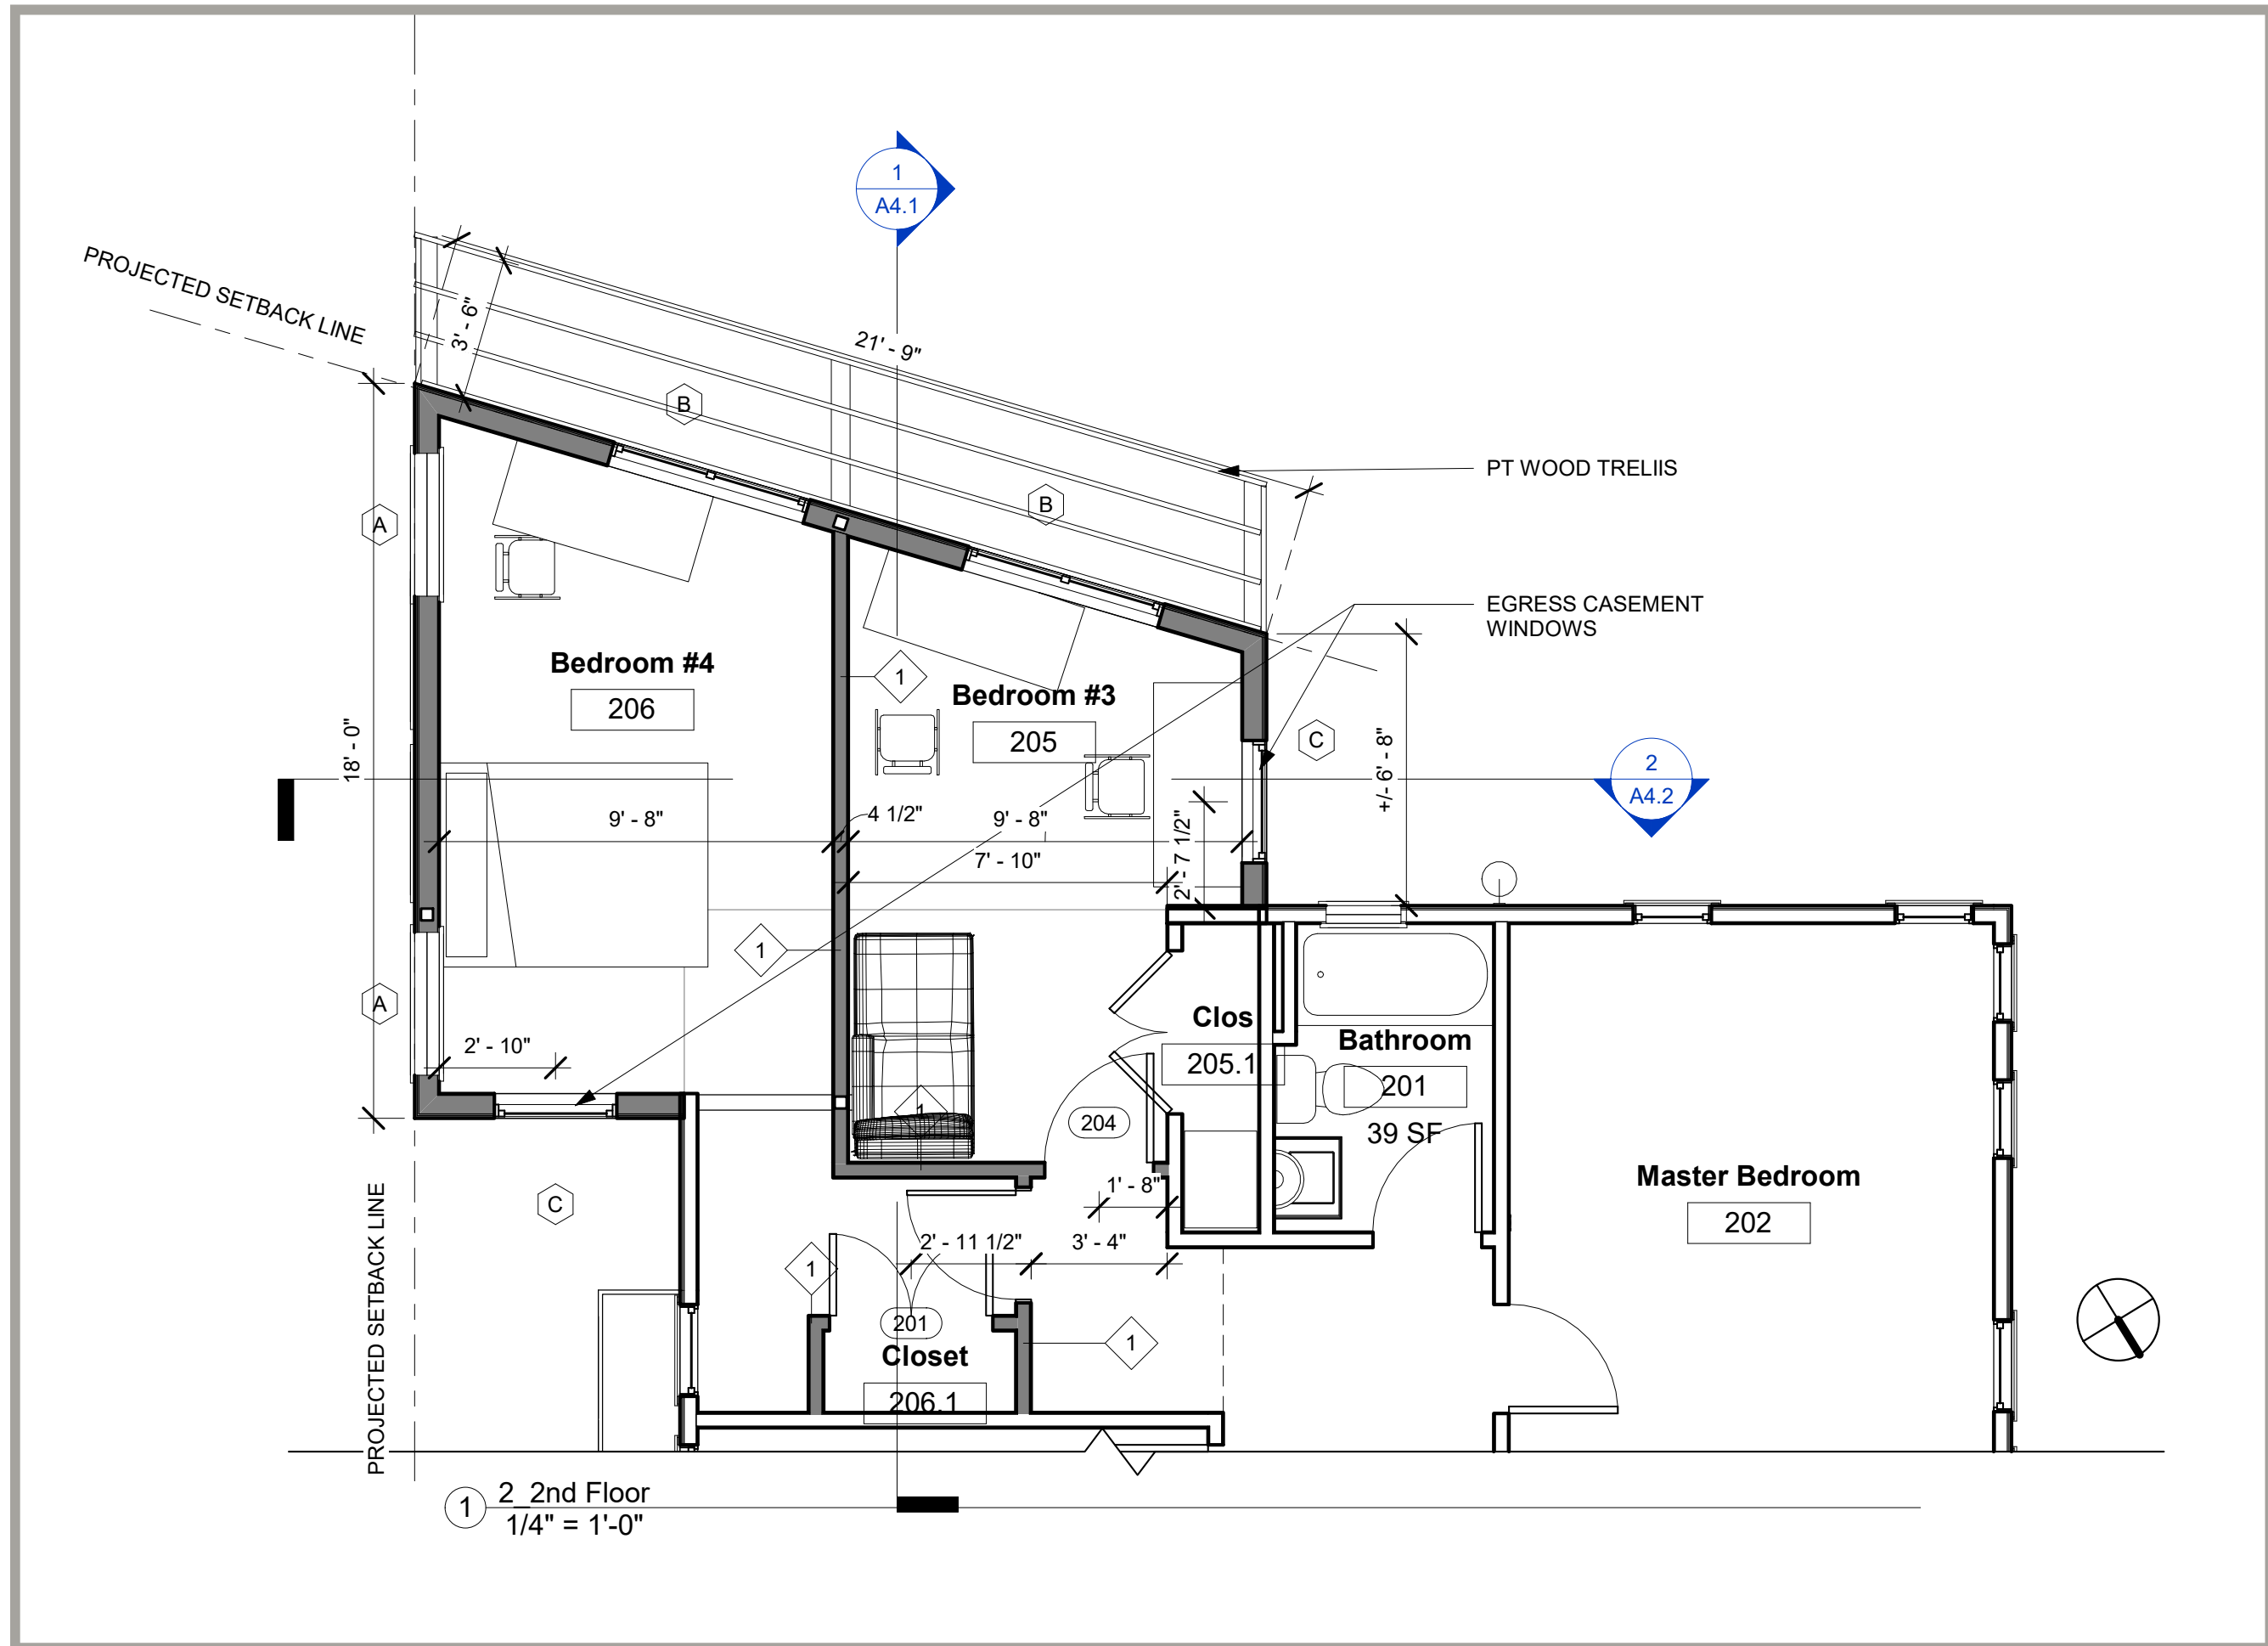 1
A4.1
PROJECTED SETBACK LINE
3' - 6"
21' - 9"
B
B
PT WOOD TRELIIS
A
EGRESS CASEMENT
WINDOWS
Bedroom #4
206
1
Bedroom #3
205
C
18' - 0"
+/- 6' - 8"
2
A4.2
9' - 8"
4 1/2"
9' - 8"
7' - 10"
2' - 7 1/2"
1
A
2' - 10"
Clos
205.1
Bathroom
201
39 SF
1
204
Master Bedroom
202
1' - 8"
C
PROJECTED SETBACK LINE
2' - 11 1/2"
3' - 4"
1
201
1
Closet
206.1
1
2_2nd Floor
1/4" = 1'-0"